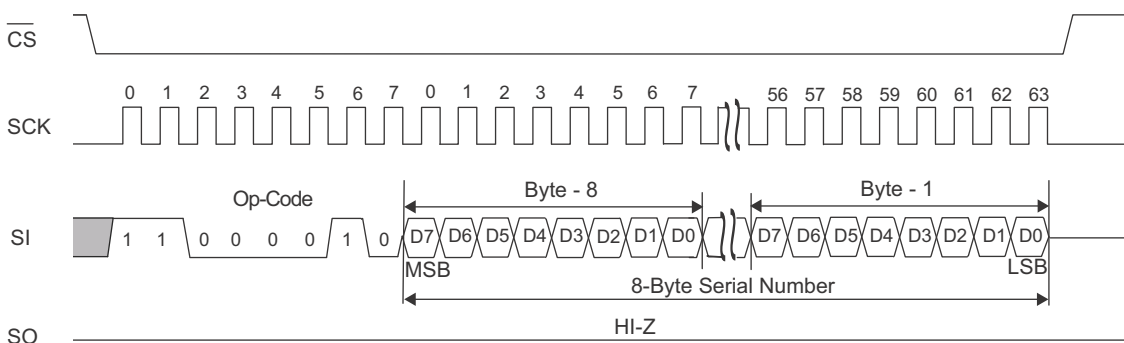 CS
0 1 2 3 4 5 6 7 0 1 2 3 4 5 6 7 56 57 58 59 60 61 62 63
SCK
Op-Code Byte - 8 Byte - 1
SI 1 1 0 0 0 0 1 0 D7 D6 D5 D4 D3 D2 D1 D0 D7 D6 D5 D4 D3 D2 D1 D0
MSB LSB
8-Byte Serial Number
HI-Z
SO